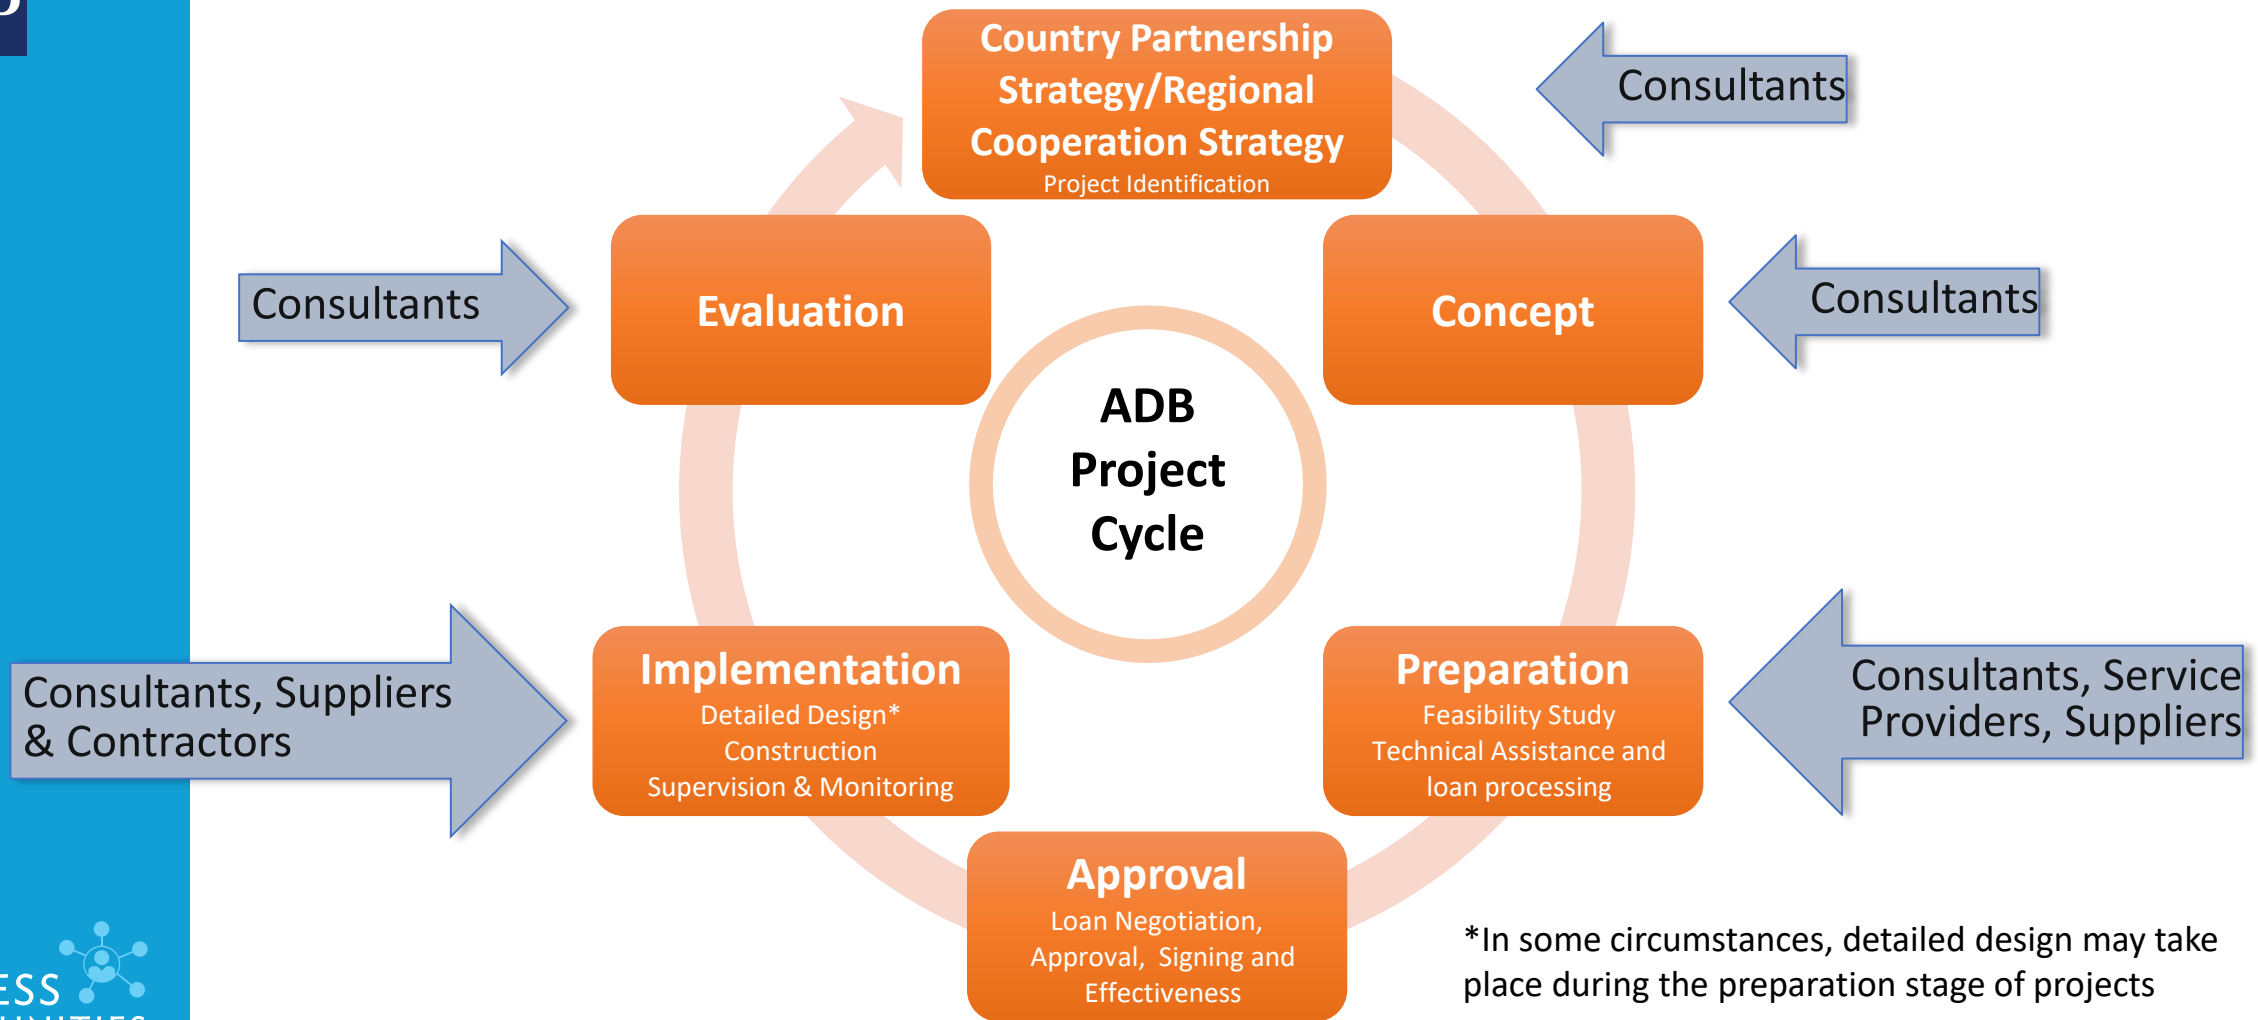 Country Partnership
Strategy/Regional
Cooperation Strategy
Project Identification
Consultants
Concept
Consultants
Preparation
Feasibility Study
Technical Assistance and
loan processing
Consultants, Service
Providers, Suppliers
Approval
Loan Negotiation,
Approval, Signing and
Effectiveness
Implementation
Detailed Design*
Construction
Supervision & Monitoring
Consultants, Suppliers
& Contractors
Evaluation
Consultants
ADB
Project
Cycle
*In some circumstances, detailed design may take
place during the preparation stage of projects
ESS